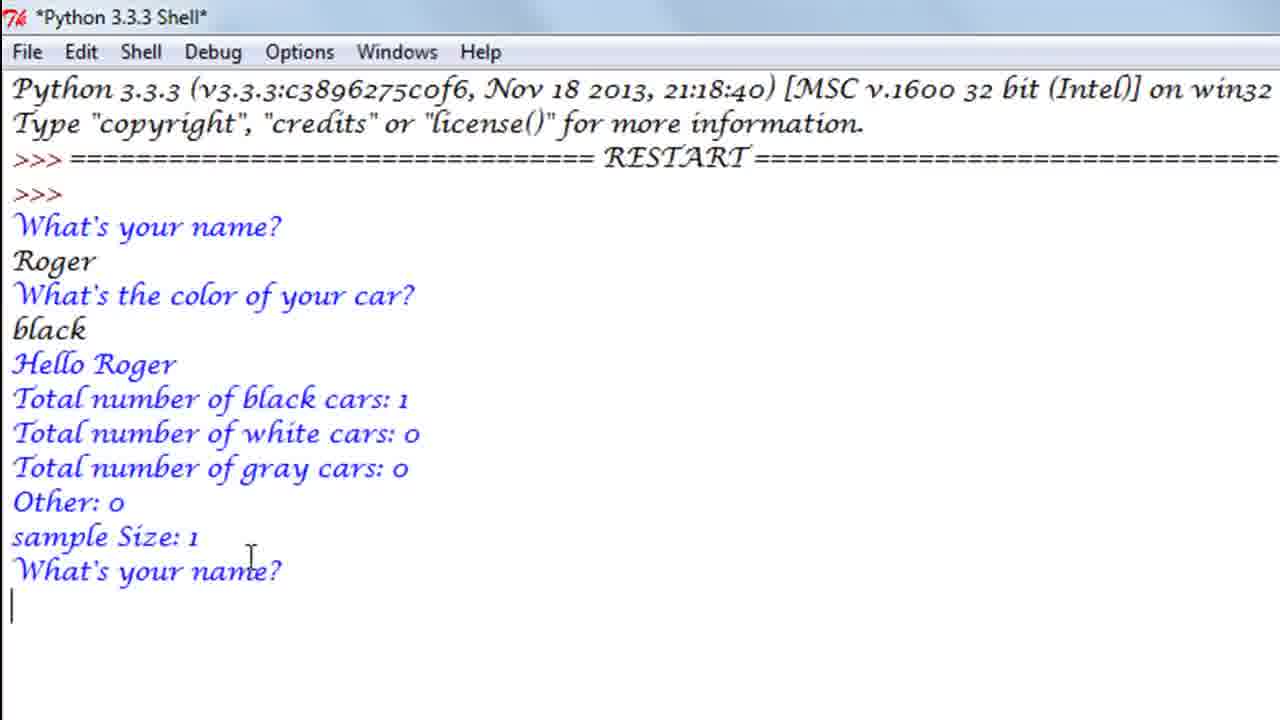 *Python 3.3.3 Shell*
File Edit Shell Debug Options Windows Help
Python 3.3.3 (v3.3.3:c3896275c0f6, Nov 18 2013, 21:18:40) [MSC v.1600 32 bit (Intel)] on win32
Type "copyright", "credits" or "license()" for more information.
>>> ================================ RESTART ================================
>>>
What's your name?
Roger
What's the color of your car?
black
Hello Roger
Total number of black cars: 1
Total number of white cars: 0
Total number of gray cars: 0
Other: 0
sample Size: 1
What's your name?